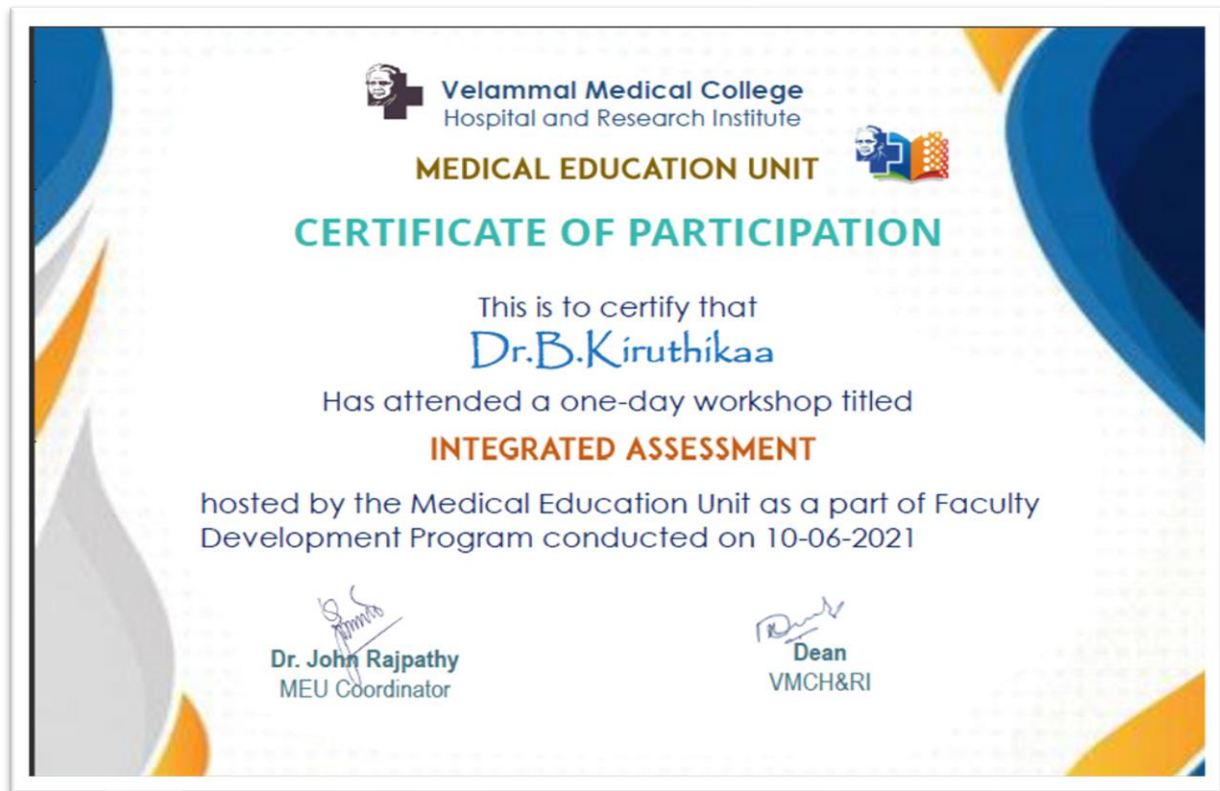 Velammal Medical College
Hospital and Research Institute
MEDICAL EDUCATION UNIT
CERTIFICATE OF PARTICIPATION
This is to certify that
Dr.B.Kiruthikaa
Has attended a one-day workshop titled
INTEGRATED ASSESSMENT
hosted by the Medical Education Unit as a part of Faculty
Development Program conducted on 10-06-2021
Dr. John Rajpathy
MEU Coordinator
Dean
VMCH&RI